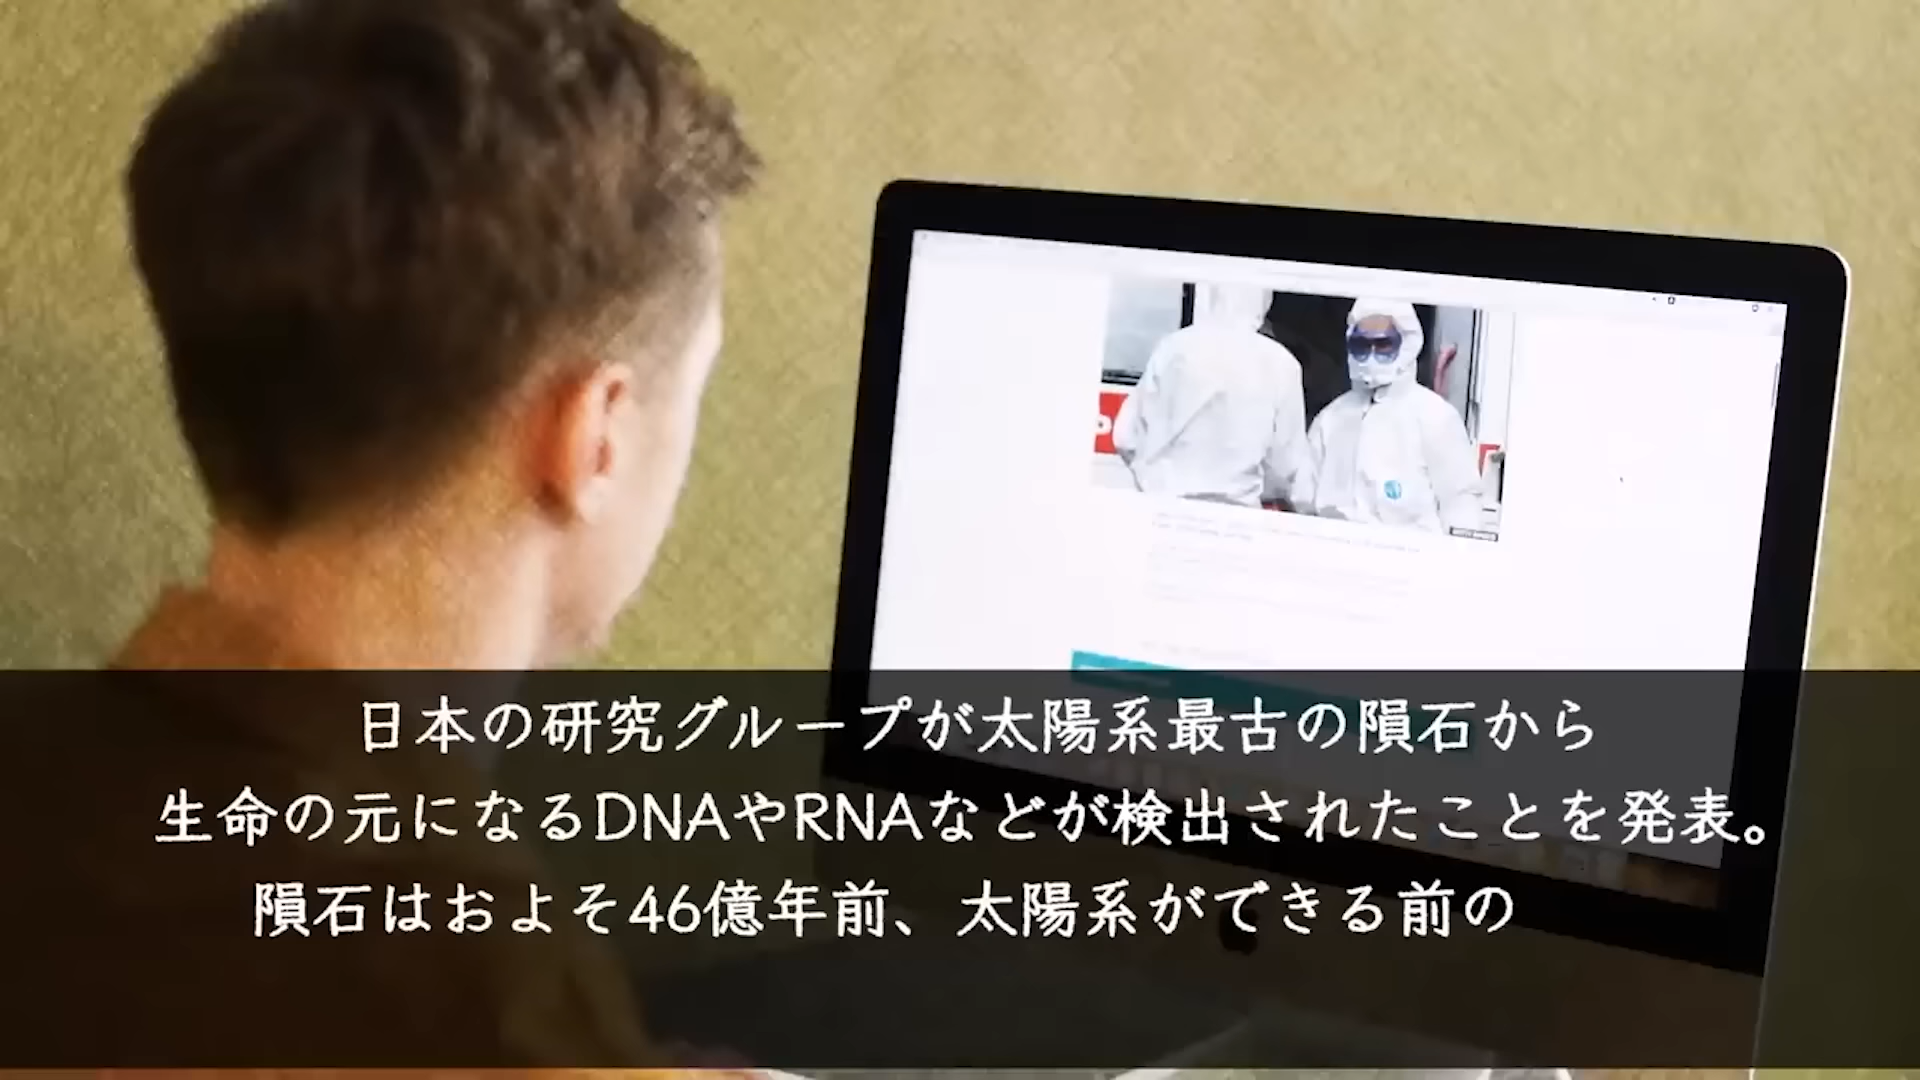 日本の研究グループが太陽系最古の隕石から
生命の元になるDNAやRNAなどが検出されたことを発表。
隕石はおよそ46億年前、太陽系ができる前の